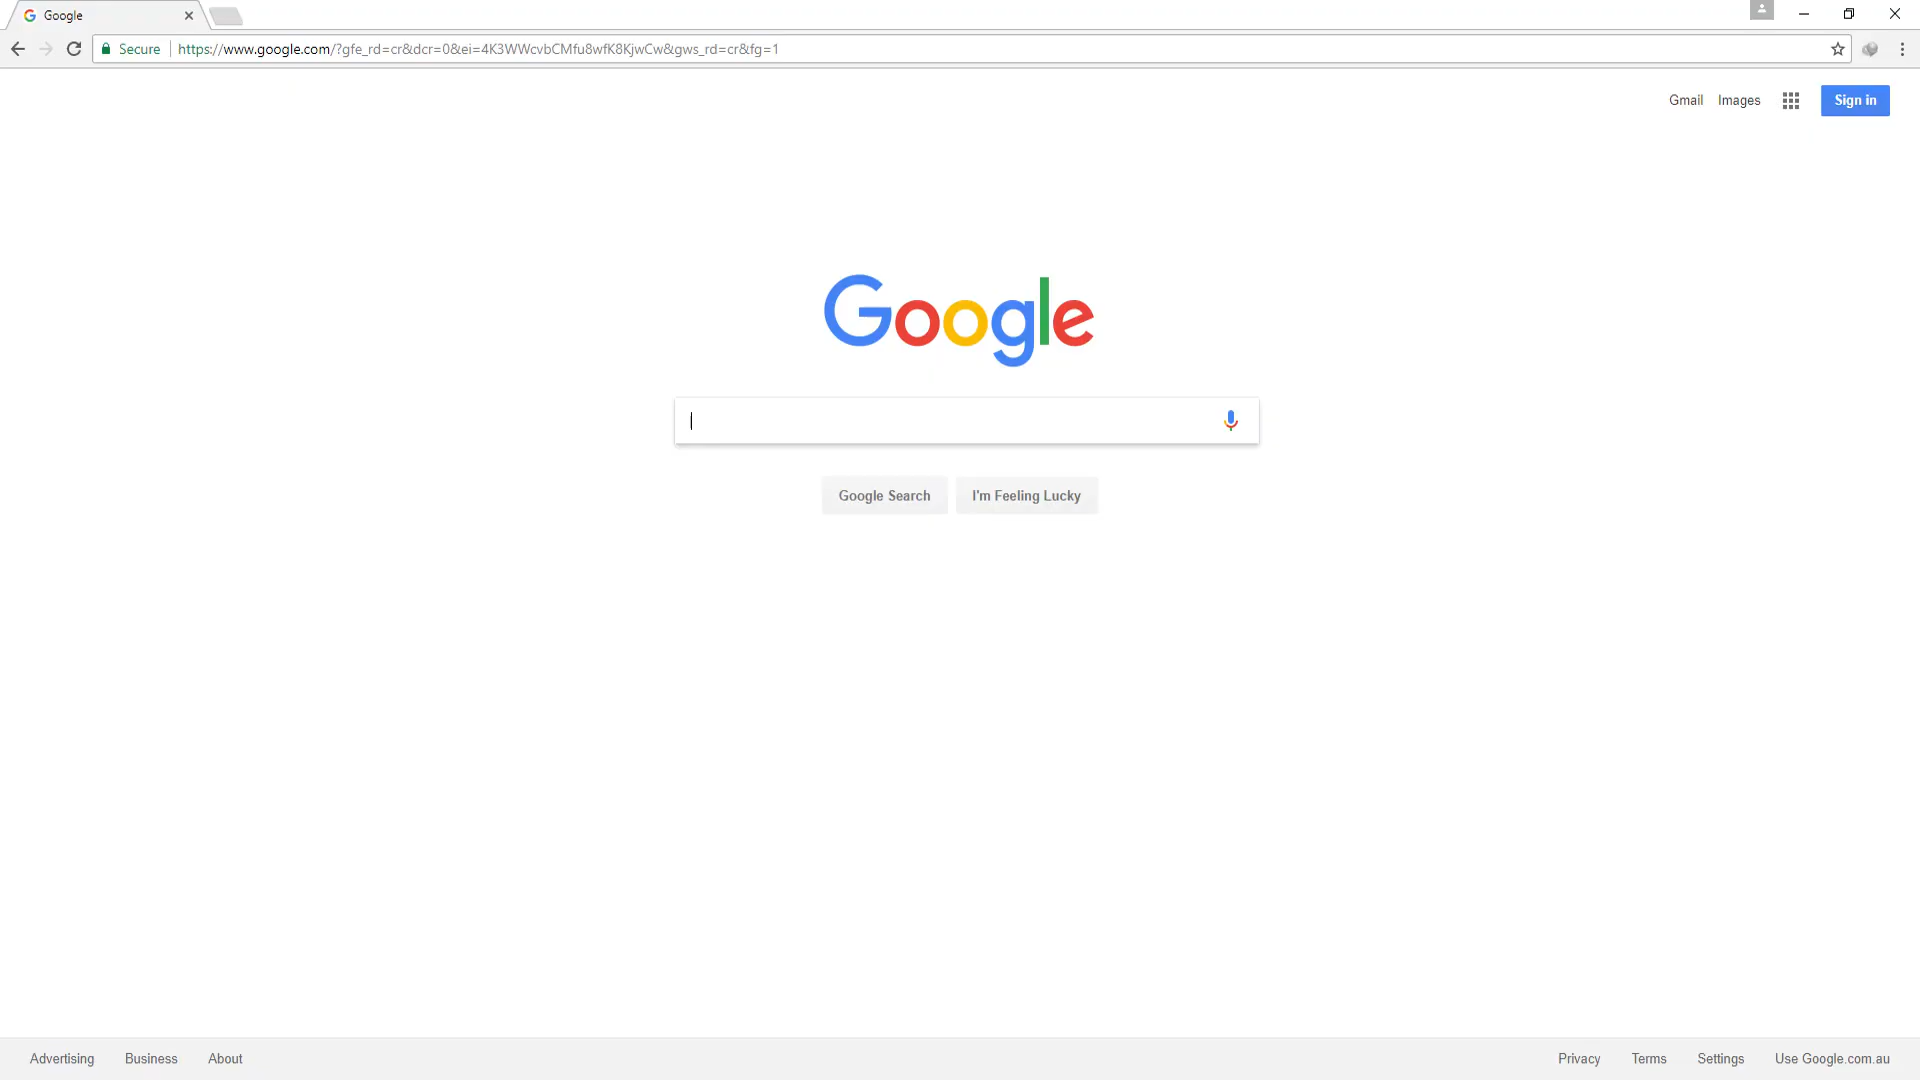 Google
Secure
https://www.google.com/?gfe_rd=cr&dcr=0&ei=4K3WWcvbCMfu8wfK8KjwCw&gws_rd=cr&fg=1
Gmail Images Sign in
Google
Google Search I'm Feeling Lucky
Advertising Business About Privacy Terms Settings Use Google.com.au